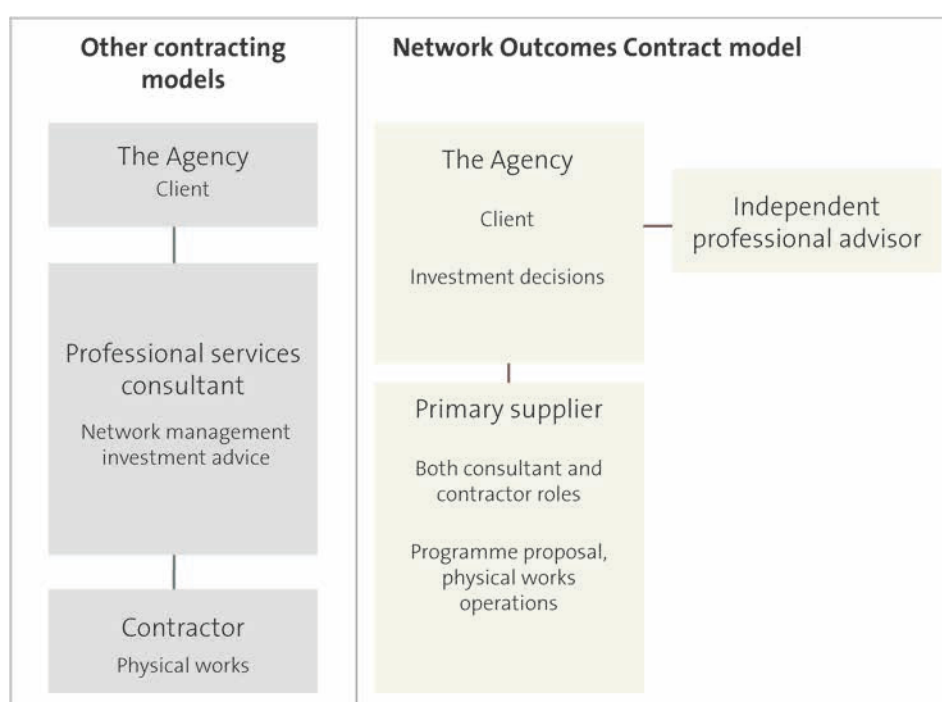 Other contracting
models
The Agency
Client
Professional services
consultant
Network management
investment advice
Contractor
Physical works
Network Outcomes Contract model
The Agency
Client
Investment decisions
Independent
professional advisor
Primary supplier
Both consultant and
contractor roles
Programme proposal,
physical works
operations